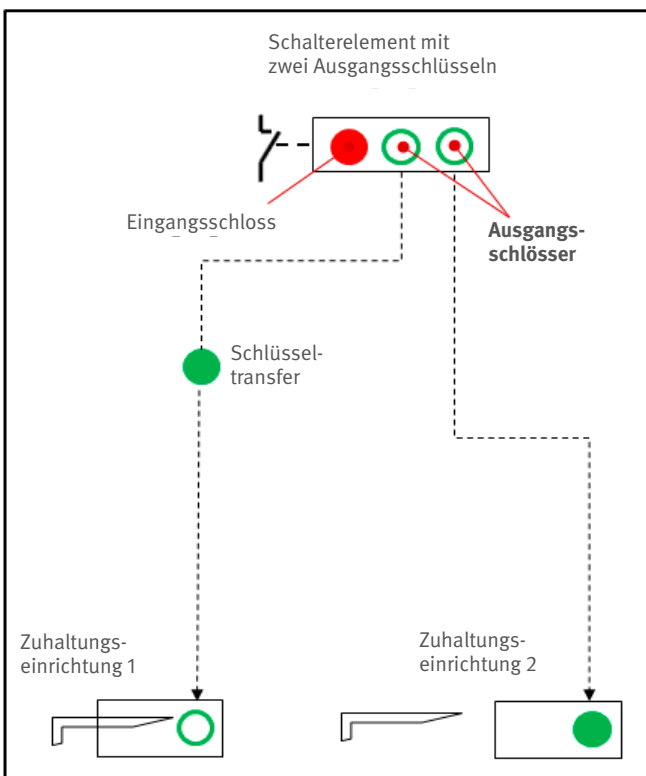 Schalterelement mit
zwei Ausgangsschlüsseln
Eingangsschloss
Ausgangs-
schlösser
Schlüssel-
transfer
Zuhaltungs-
einrichtung 1
Zuhaltungs-
einrichtung 2